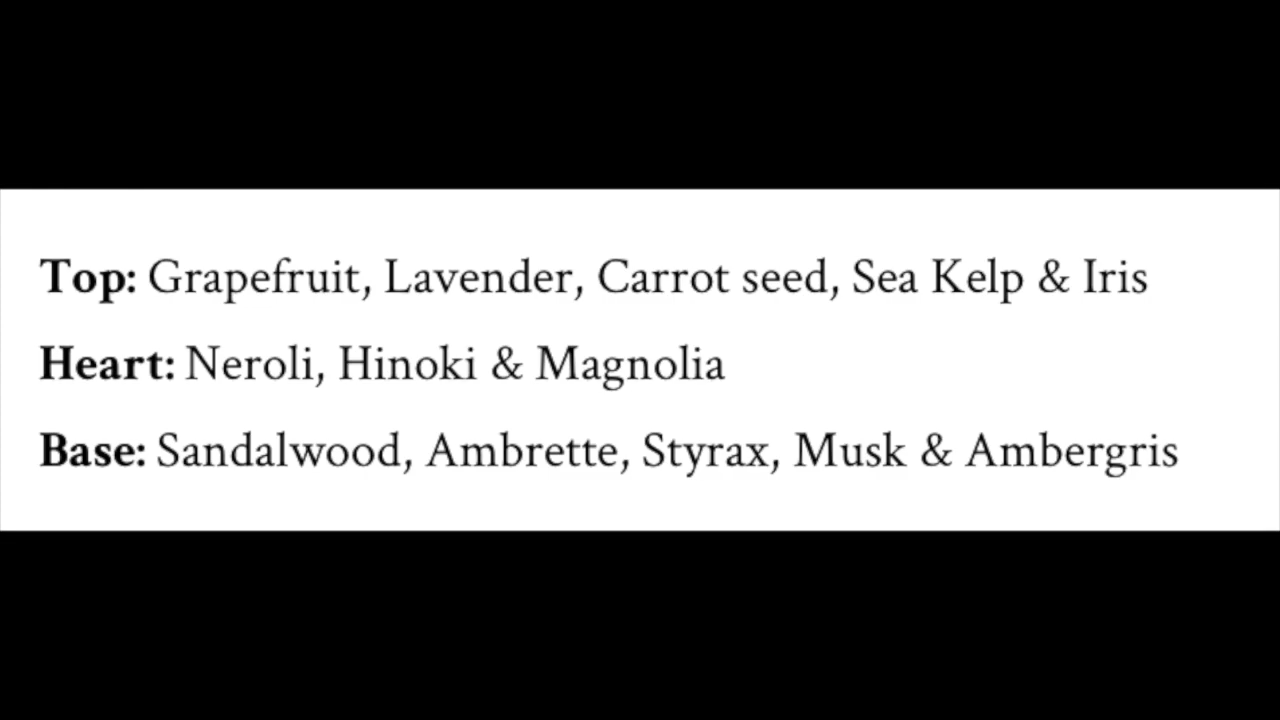 Top: Grapefruit, Lavender, Carrot seed, Sea Kelp & Iris
Heart: Neroli, Hinoki & Magnolia
Base: Sandalwood, Ambrette, Styrax, Musk & Ambergris